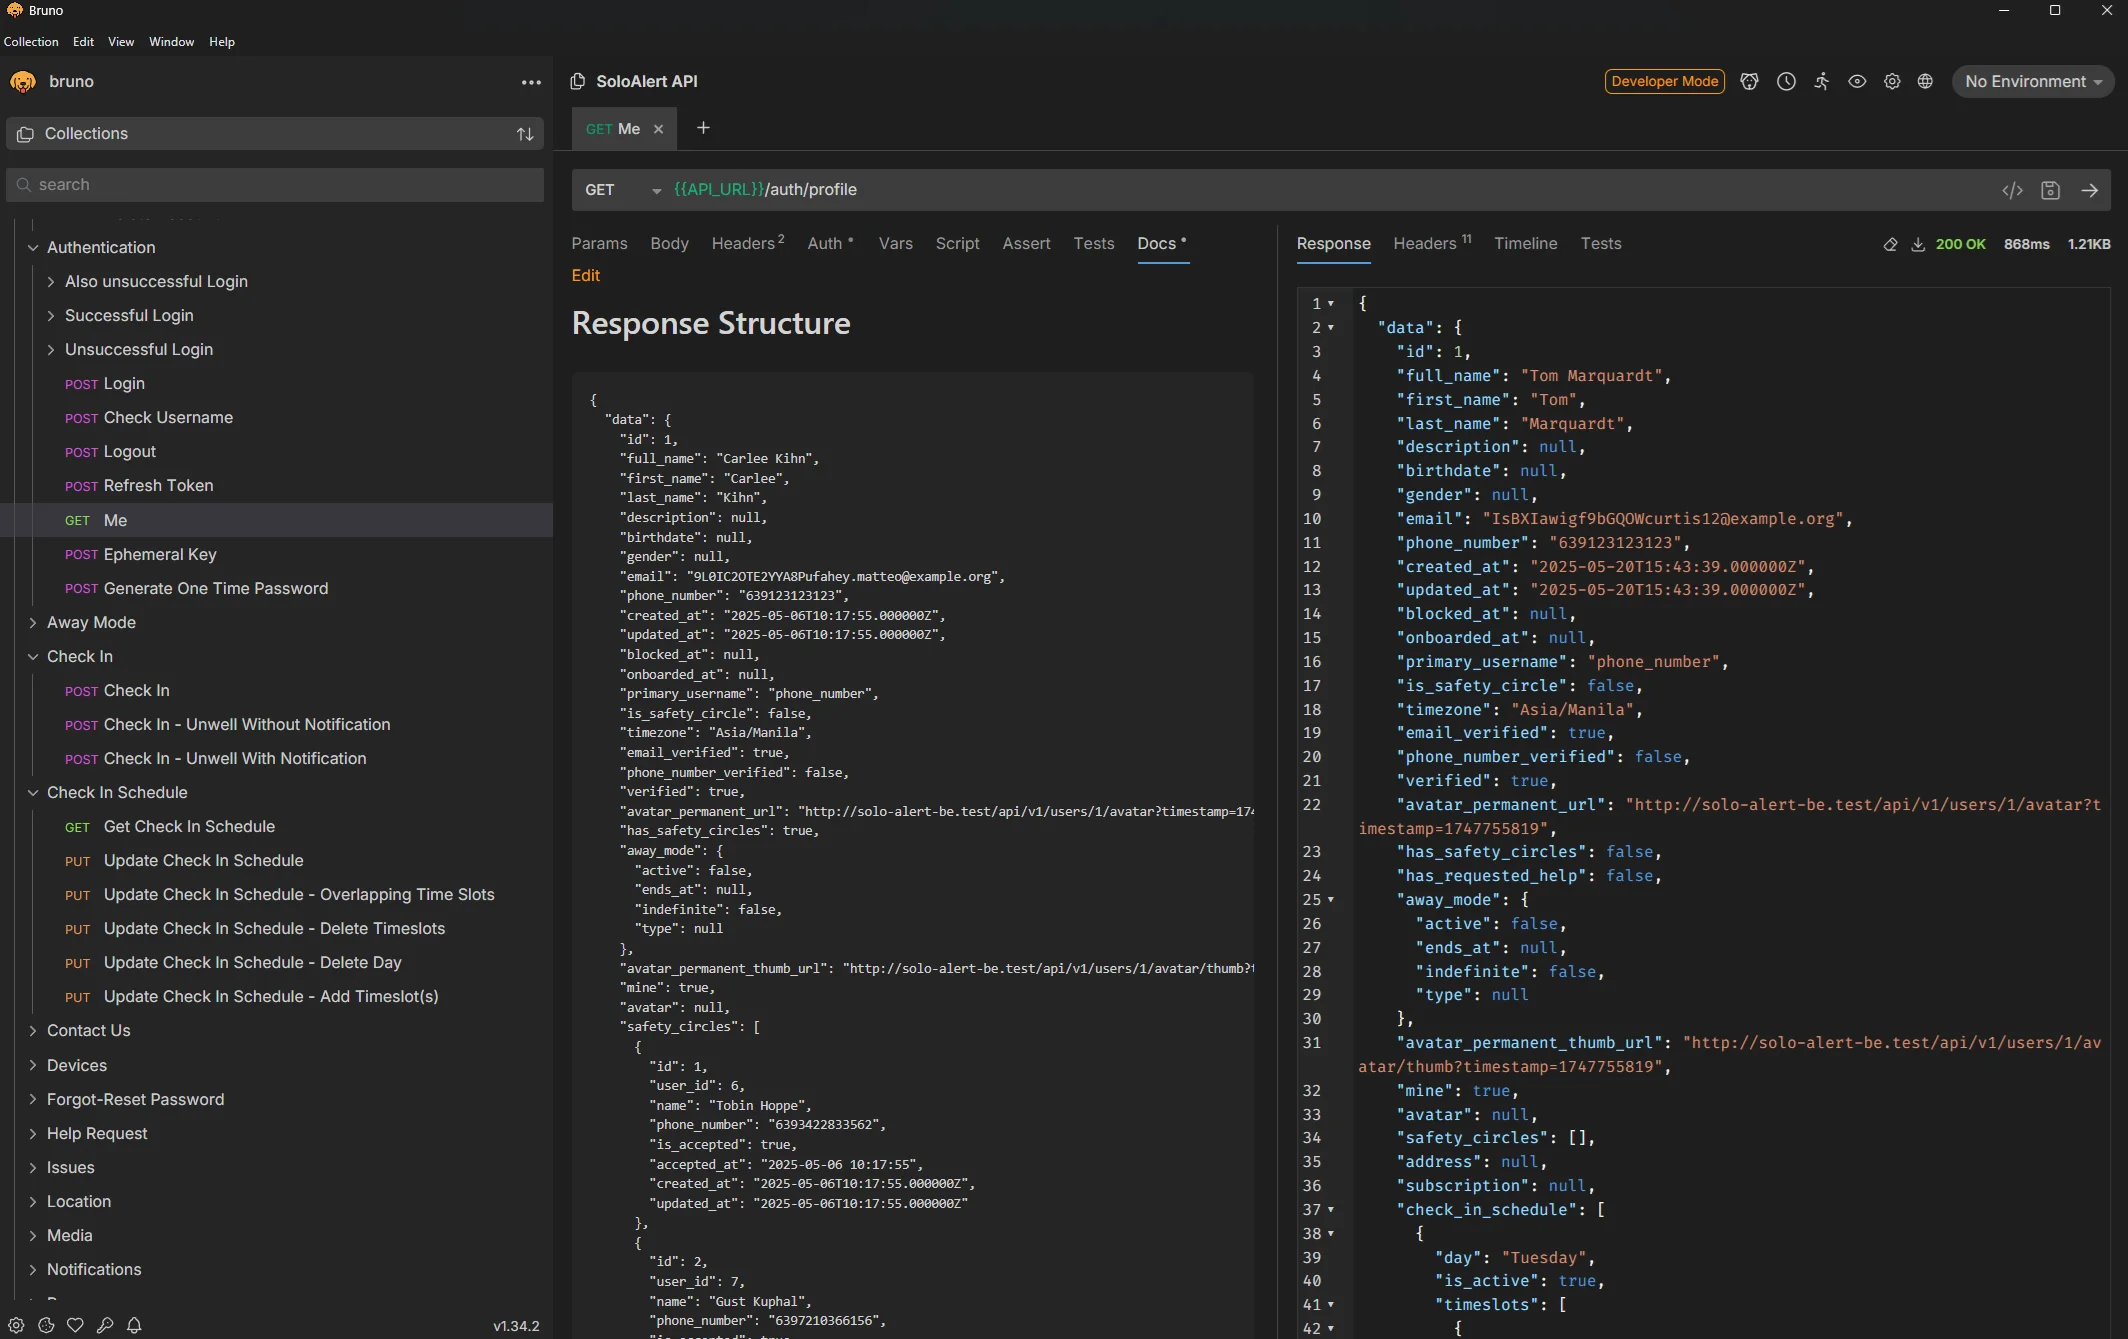 Bruno
Collection Edit View Window Help
bruno
Collections
search
Authentication
Also unsuccessful Login
Successful Login
Unsuccessful Login
POST Login
POST Check Username
POST Logout
POST Refresh Token
GET Me
POST Ephemeral Key
POST Generate One Time Password
Away Mode
Check In
POST Check In
POST Check In - Unwell Without Notification
POST Check In - Unwell With Notification
Check In Schedule
GET Get Check In Schedule
PUT Update Check In Schedule
PUT Update Check In Schedule - Overlapping Time Slots
PUT Update Check In Schedule - Delete Timeslots
PUT Update Check In Schedule - Delete Day
PUT Update Check In Schedule - Add Timeslot(s)
Contact Us
Devices
Forgot-Reset Password
Help Request
Issues
Location
Media
Notifications
v1.34.2
SoloAlert API
Developer Mode
No Environment
GET Me
GET {{API_URL}}/auth/profile
Params Body Headers 2 Auth Vars Script Assert Tests Docs
Edit
Response Structure
{
"data": {
"id": 1,
"full_name": "Carlee Kihn",
"first_name": "Carlee",
"last_name": "Kihn",
"description": null,
"birthdate": null,
"gender": null,
"email": "9L0IC2OTE2YYA8Pufahey.matteo@example.org",
"phone_number": "639123123123",
"created_at": "2025-05-06T10:17:55.000000Z",
"updated_at": "2025-05-06T10:17:55.000000Z",
"blocked_at": null,
"onboarded_at": null,
"primary_username": "phone_number",
"is_safety_circle": false,
"timezone": "Asia/Manila",
"email_verified": true,
"phone_number_verified": false,
"verified": true,
"avatar_permanent_url": "http://solo-alert-be.test/api/v1/users/1/avatar?timestamp=174
"has_safety_circles": true,
"away_mode": {
"active": false,
"ends_at": null,
"indefinite": false,
"type": null
},
"avatar_permanent_thumb_url": "http://solo-alert-be.test/api/v1/users/1/avatar/thumb?t
"mine": true,
"avatar": null,
"safety_circles": [
{
"id": 1,
"user_id": 6,
"name": "Tobin Hoppe",
"phone_number": "6393422833562",
"is_accepted": true,
"accepted_at": "2025-05-06 10:17:55",
"created_at": "2025-05-06T10:17:55.000000Z",
"updated_at": "2025-05-06T10:17:55.000000Z"
},
{
"id": 2,
"user_id": 7,
"name": "Gust Kuphal",
"phone_number": "6397210366156",
Response Headers 11 Timeline Tests
200 OK 868ms 1.21KB
1 {
2 "data": {
3 "id": 1,
4 "full_name": "Tom Marquardt",
5 "first_name": "Tom",
6 "last_name": "Marquardt",
7 "description": null,
8 "birthdate": null,
9 "gender": null,
10 "email": "IsBXIawigf9bGQOWcurtis12@example.org",
11 "phone_number": "639123123123",
12 "created_at": "2025-05-20T15:43:39.000000Z",
13 "updated_at": "2025-05-20T15:43:39.000000Z",
14 "blocked_at": null,
15 "onboarded_at": null,
16 "primary_username": "phone_number",
17 "is_safety_circle": false,
18 "timezone": "Asia/Manila",
19 "email_verified": true,
20 "phone_number_verified": false,
21 "verified": true,
22 "avatar_permanent_url": "http://solo-alert-be.test/api/v1/users/1/avatar?t
imestamp=1747755819",
23 "has_safety_circles": false,
24 "has_requested_help": false,
25 "away_mode": {
26 "active": false,
27 "ends_at": null,
28 "indefinite": false,
29 "type": null
30 },
31 "avatar_permanent_thumb_url": "http://solo-alert-be.test/api/v1/users/1/av
atar/thumb?timestamp=1747755819",
32 "mine": true,
33 "avatar": null,
34 "safety_circles": [],
35 "address": null,
36 "subscription": null,
37 "check_in_schedule": [
38 {
39 "day": "Tuesday",
40 "is_active": true,
41 "timeslots": [
42 {